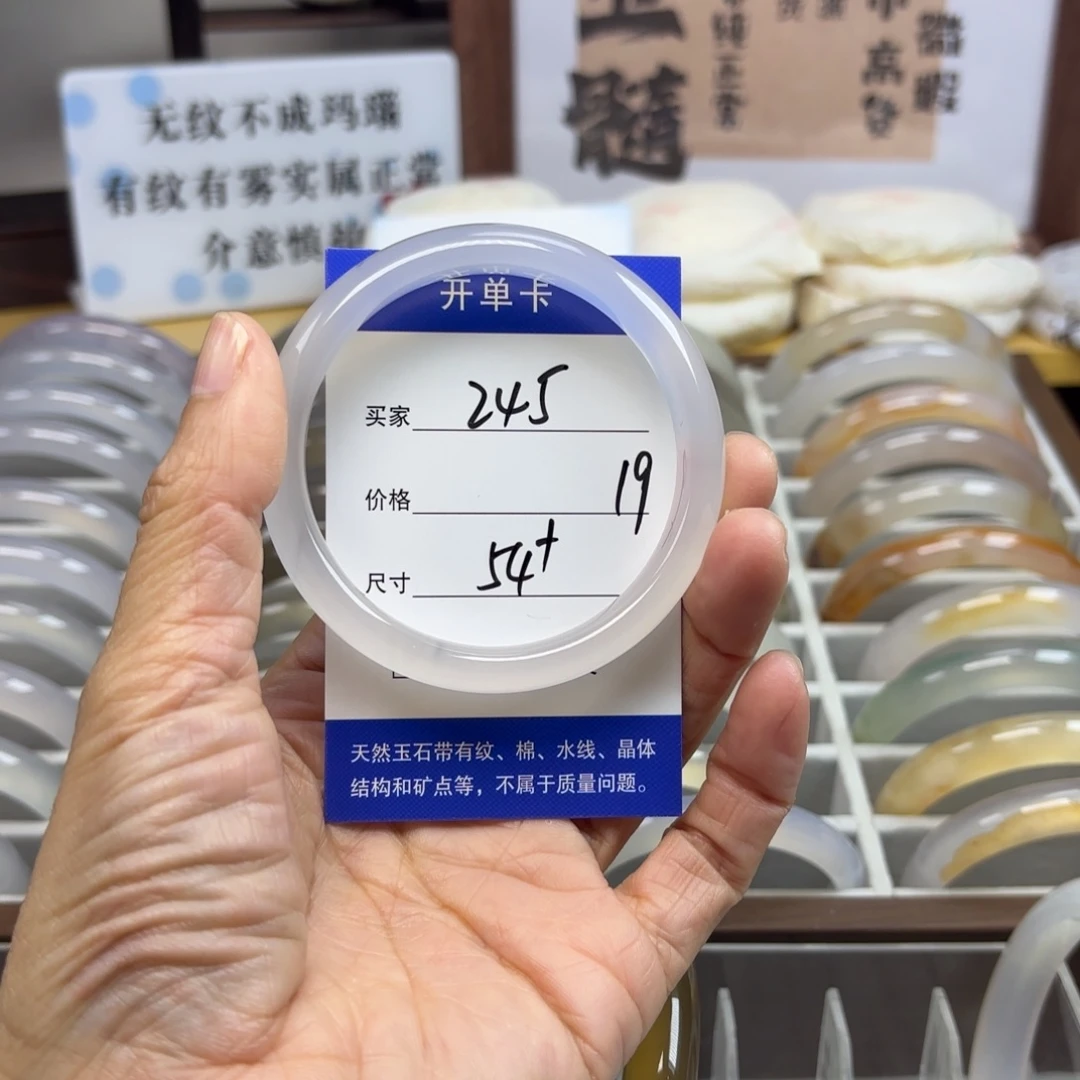 无纹不成玛瑙
有纹有雾实属正常
介意慎
髓
开单卡
买家 245
价格 19
尺寸 54+
天然玉石带有纹、棉、水线、晶体
结构和矿点等，不属于质量问题。